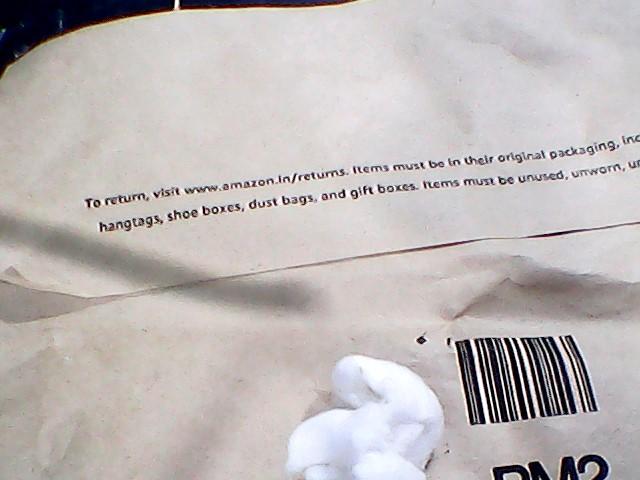 To return, visit www.amazon.in/returns. Items must be in their original packaging,
hangtags, shoe boxes, dust bags, and gift boxes. Items must be unused, unworn,
PM2